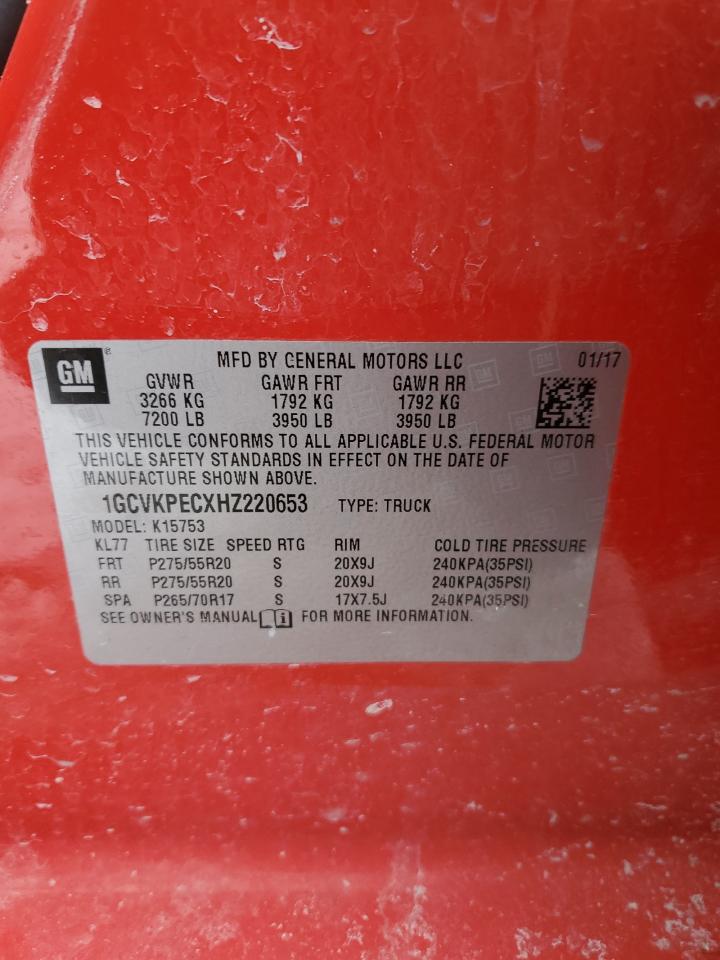 GM ® MFD BY GENERAL MOTORS LLC 01/17
GVWR GAWR FRT GAWR RR
3266 KG 1792 KG 1792 KG
7200 LB 3950 LB 3950 LB
THIS VEHICLE CONFORMS TO ALL APPLICABLE U.S. FEDERAL MOTOR
VEHICLE SAFETY STANDARDS IN EFFECT ON THE DATE OF
MANUFACTURE SHOWN ABOVE.
1GCVKPECXHZ220653 TYPE: TRUCK
MODEL: K15753
KL77 TIRE SIZE SPEED RTG RIM COLD TIRE PRESSURE
FRT P275/55R20 S 20X9J 240KPA(35PSI)
RR P275/55R20 S 20X9J 240KPA(35PSI)
SPA P265/70R17 S 17X7.5J 240KPA(35PSI)
SEE OWNER'S MANUAL i FOR MORE INFORMATION.